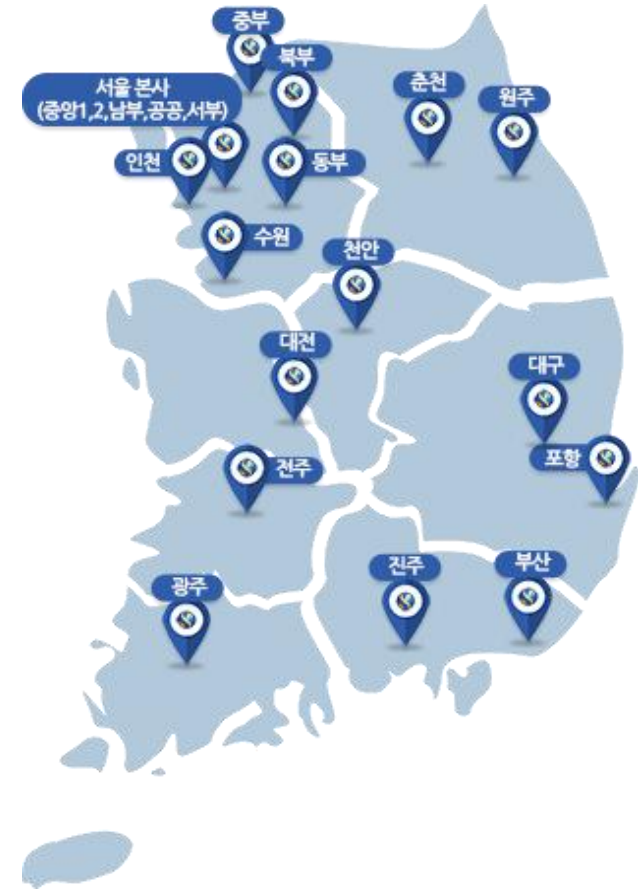 중부
북부
서울 본사
(중앙1,2,남부,공공,서부)
춘천
원주
인천
동부
수원
천안
대전
대구
포항
전주
진주
부산
광주